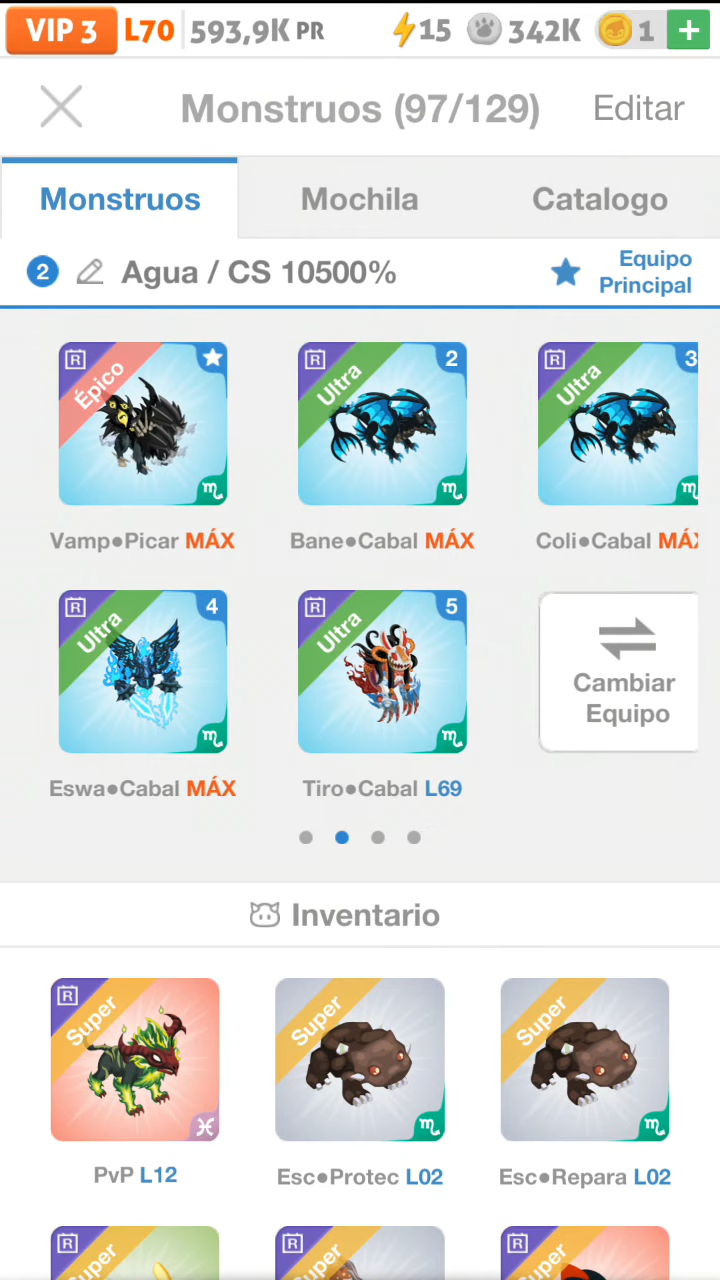 VIP 3 L70 593,9K PR 15 342K 1 +
Monstruos (97/129) Editar
Monstruos Mochila Catalogo
2 Agua / CS 10500% Equipo
Principal
R Épico R Ultra 2 R Ultra 3
Vamp●Picar MÁX Bane●Cabal MÁX Coli●Cabal MÁX
R Ultra 4 R Ultra 5
Cambiar
Equipo
Eswa●Cabal MÁX Tiro●Cabal L69
Inventario
R Super Super Super
PvP L12 Esc●Protec L02 Esc●Repara L02
R Super R Super R Super